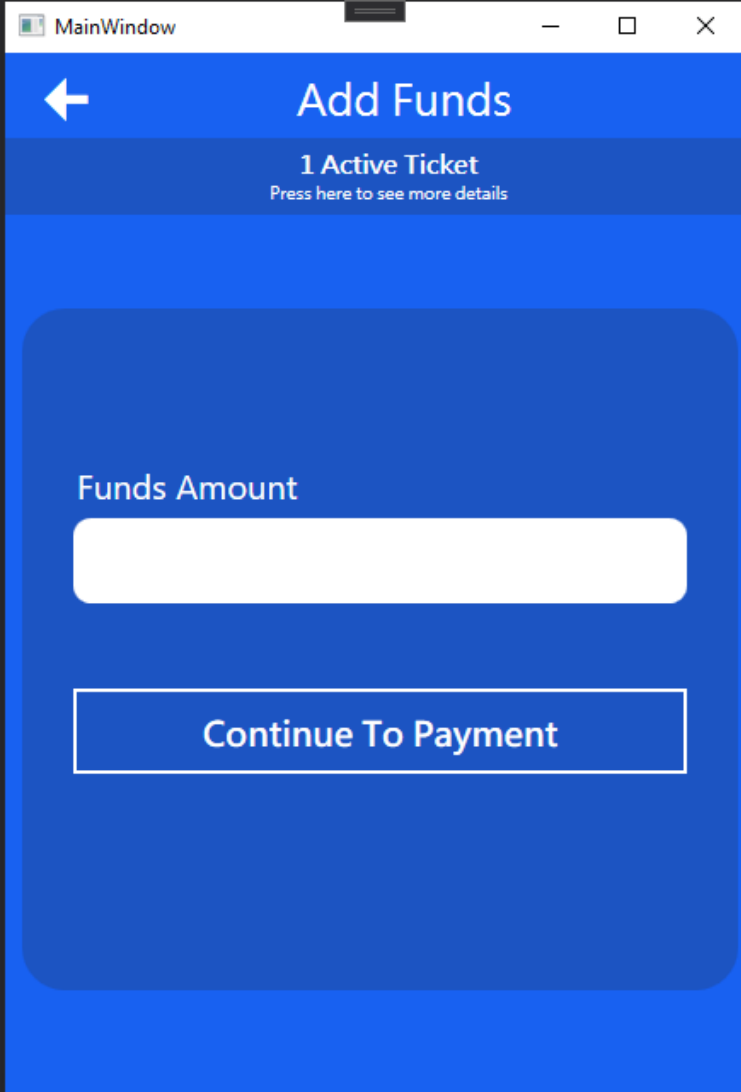 MainWindow
Add Funds
1 Active Ticket
Press here to see more details
Funds Amount
Continue To Payment